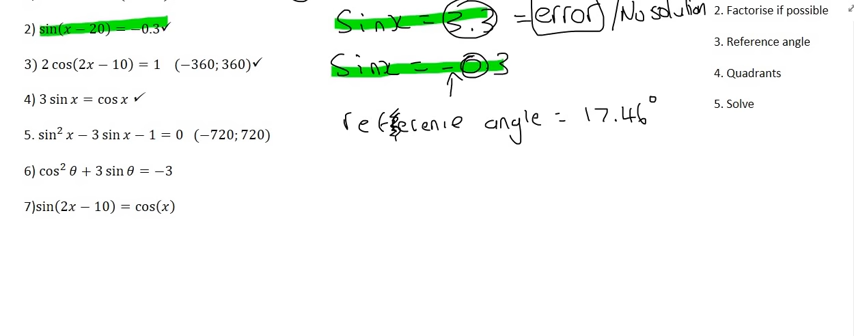 2) sin(x − 20) = −0.3✓
3) 2 cos(2x − 10) = 1 (−360; 360)✓
4) 3 sin x = cos x ✓
5. sin² x − 3 sin x − 1 = 0 (−720; 720)
6) cos² θ + 3 sin θ = −3
7)sin(2x − 10) = cos(x)
Sinx = 3.3 = error /No solution
Sinx = -0.3
reference angle = 17.46°
2. Factorise if possible
3. Reference angle
4. Quadrants
5. Solve